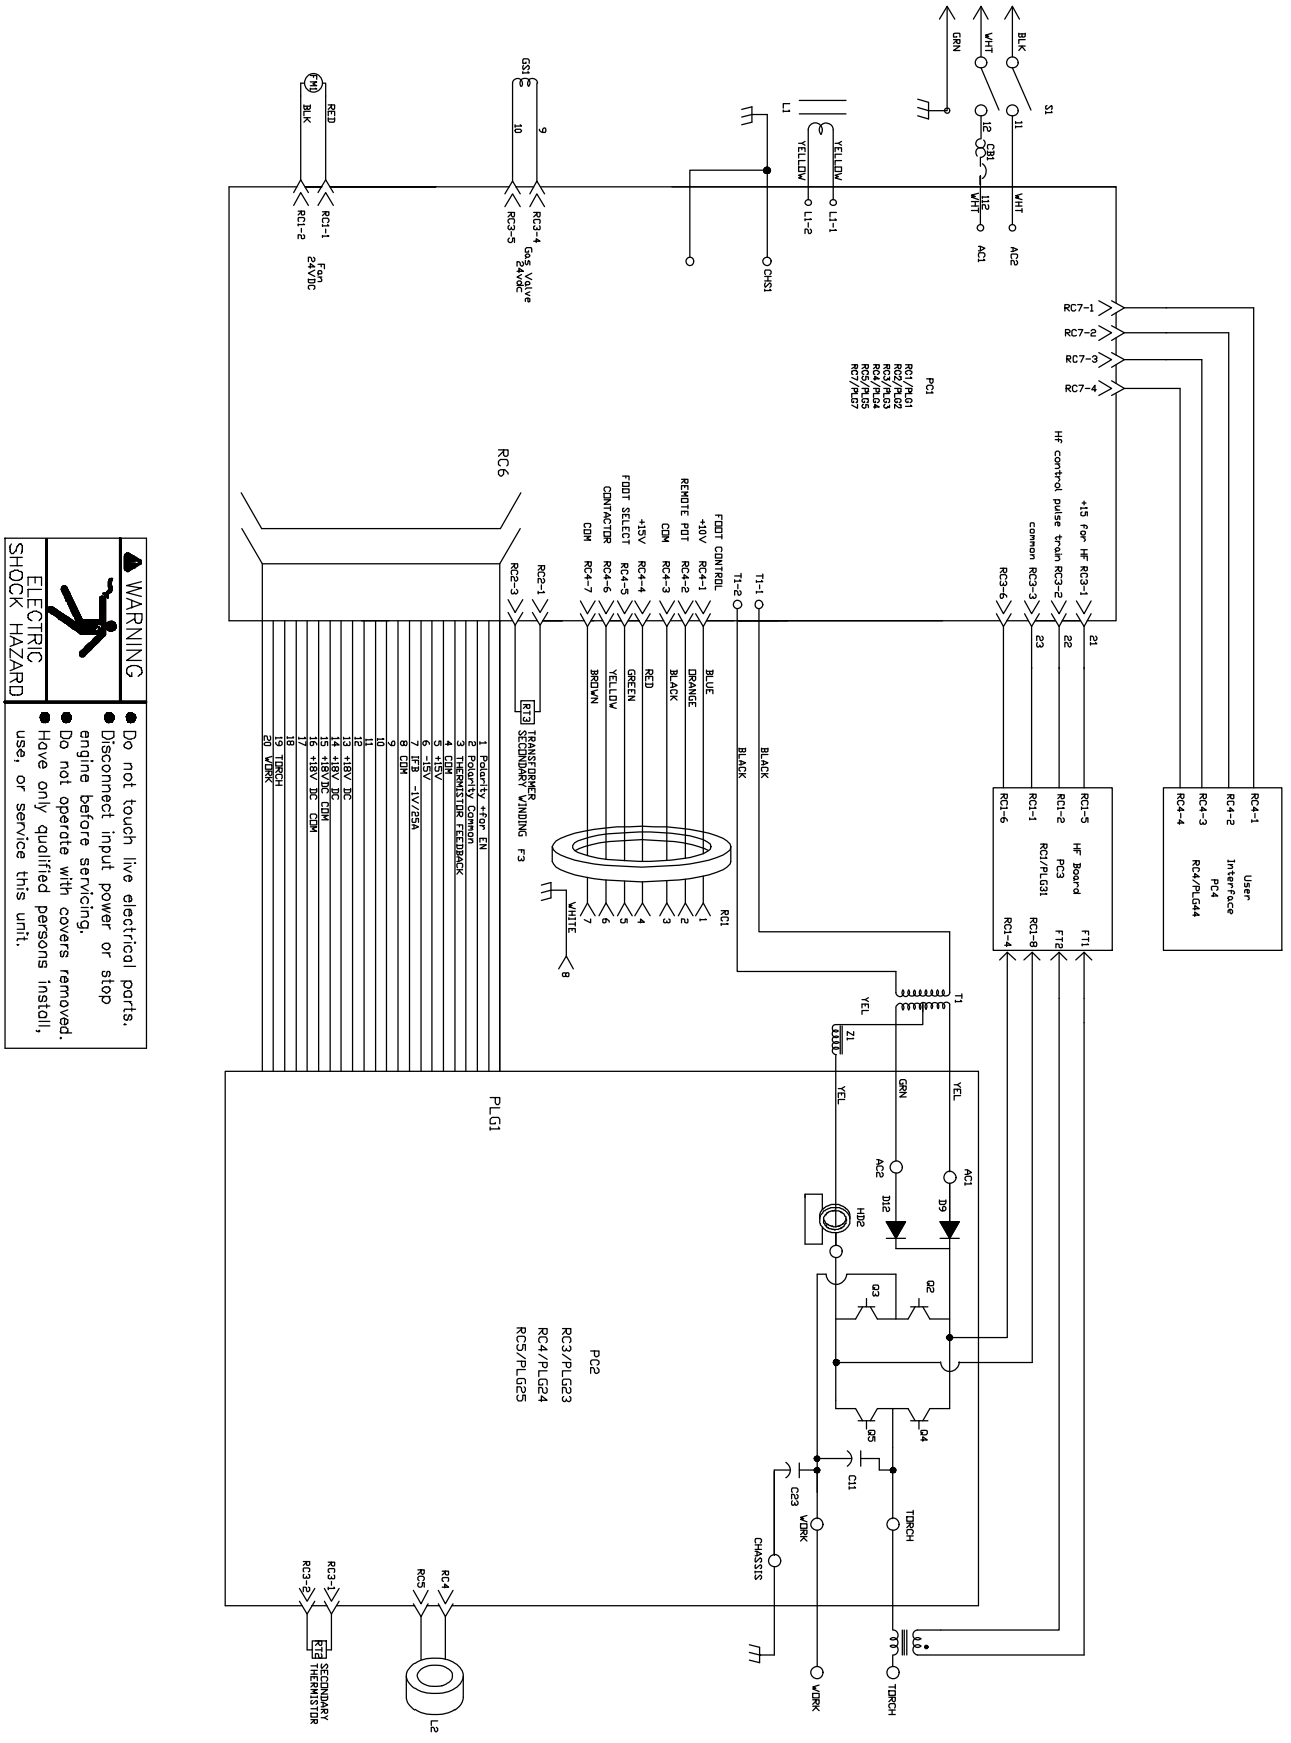 BLK
WHT
GRN
S1
11
12
CB1
112
WHT
WHT
AC2
AC1
L1
YELLOW
YELLOW
L1-1
L1-2
CHS1
GS1
9
10
RC3-4
RC3-5
Gas Valve
24vdc
FM1
RED
BLK
RC1-1
RC1-2
Fan
24VDC
RC7-1
RC7-2
RC7-3
RC7-4
PC1
RC1/PLG1
RC2/PLG2
RC3/PLG3
RC4/PLG4
RC5/PLG5
RC7/PLG7
+15 for HF RC3-1
Hf control pulse train RC3-2
common RC3-3
RC3-6
21
22
23
T1-1
T1-2
BLACK
BLACK
FOOT CONTROL
+10V RC4-1
REMOTE POT RC4-2
COM RC4-3
+15V RC4-4
FOOT SELECT RC4-5
CONTACTOR RC4-6
COM RC4-7
BLUE
ORANGE
BLACK
RED
GREEN
YELLOW
BROWN
RC1
1
2
3
4
5
6
7
8
WHITE
RC2-1
RC2-3
RT3
TRANSFORMER
SECONDARY WINDING F3
RC6
1 Polarity +for EN
2 Polarity Common
3 THERMISTOR FEEDBACK
4 COM
5 +15V
6 -15V
7 IFB -1V/25A
8 COM
9
10
11
12
13 +18V DC
14 +18V DC
15 +18VDC COM
16 +18V DC COM
17
18
19 TORCH
20 WORK
RC4-1
RC4-2
RC4-3
RC4-4
User
Interface
PC4
RC4/PLG44
RC1-5
RC1-2
RC1-1
RC1-6
HF Board
PC3
RC1/PLG31
FT1
FT2
RC1-8
RC1-4
T1
YEL
Z1
YEL
GRN
YEL
AC1
AC2
D9
D12
HD2
Q2
Q3
Q4
Q5
C11
C23
TORCH
WORK
CHASSIS
TORCH
WORK
PLG1
PC2
RC3/PLG23
RC4/PLG24
RC5/PLG25
RC4
RC5
L2
RC3-1
RC3-2
RT2
SECONDARY
THERMISTOR
WARNING
ELECTRIC
SHOCK HAZARD
● Do not touch live electrical parts.
● Disconnect input power or stop
engine before servicing.
● Do not operate with covers removed.
● Have only qualified persons install,
use, or service this unit.